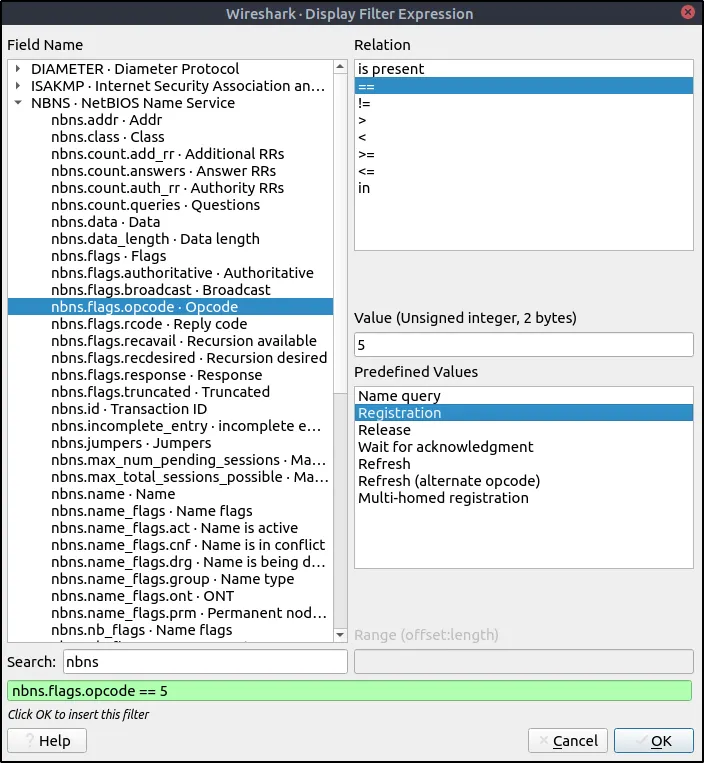 Wireshark · Display Filter Expression
Field Name
DIAMETER · Diameter Protocol
ISAKMP · Internet Security Association an...
NBNS · NetBIOS Name Service
nbns.addr · Addr
nbns.class · Class
nbns.count.add_rr · Additional RRs
nbns.count.answers · Answer RRs
nbns.count.auth_rr · Authority RRs
nbns.count.queries · Questions
nbns.data · Data
nbns.data_length · Data length
nbns.flags · Flags
nbns.flags.authoritative · Authoritative
nbns.flags.broadcast · Broadcast
nbns.flags.opcode · Opcode
nbns.flags.rcode · Reply code
nbns.flags.recavail · Recursion available
nbns.flags.recdesired · Recursion desired
nbns.flags.response · Response
nbns.flags.truncated · Truncated
nbns.id · Transaction ID
nbns.incomplete_entry · incomplete e...
nbns.jumpers · Jumpers
nbns.max_num_pending_sessions · Ma...
nbns.max_total_sessions_possible · Ma...
nbns.name · Name
nbns.name_flags · Name flags
nbns.name_flags.act · Name is active
nbns.name_flags.cnf · Name is in conflict
nbns.name_flags.drg · Name is being d...
nbns.name_flags.group · Name type
nbns.name_flags.ont · ONT
nbns.name_flags.prm · Permanent nod...
nbns.nb_flags · Name flags
Search: nbns
Relation
is present
==
!=
>
<
>=
<=
in
Value (Unsigned integer, 2 bytes)
5
Predefined Values
Name query
Registration
Release
Wait for acknowledgment
Refresh
Refresh (alternate opcode)
Multi-homed registration
Range (offset:length)
nbns.flags.opcode == 5
Click OK to insert this filter
? Help
Cancel
OK